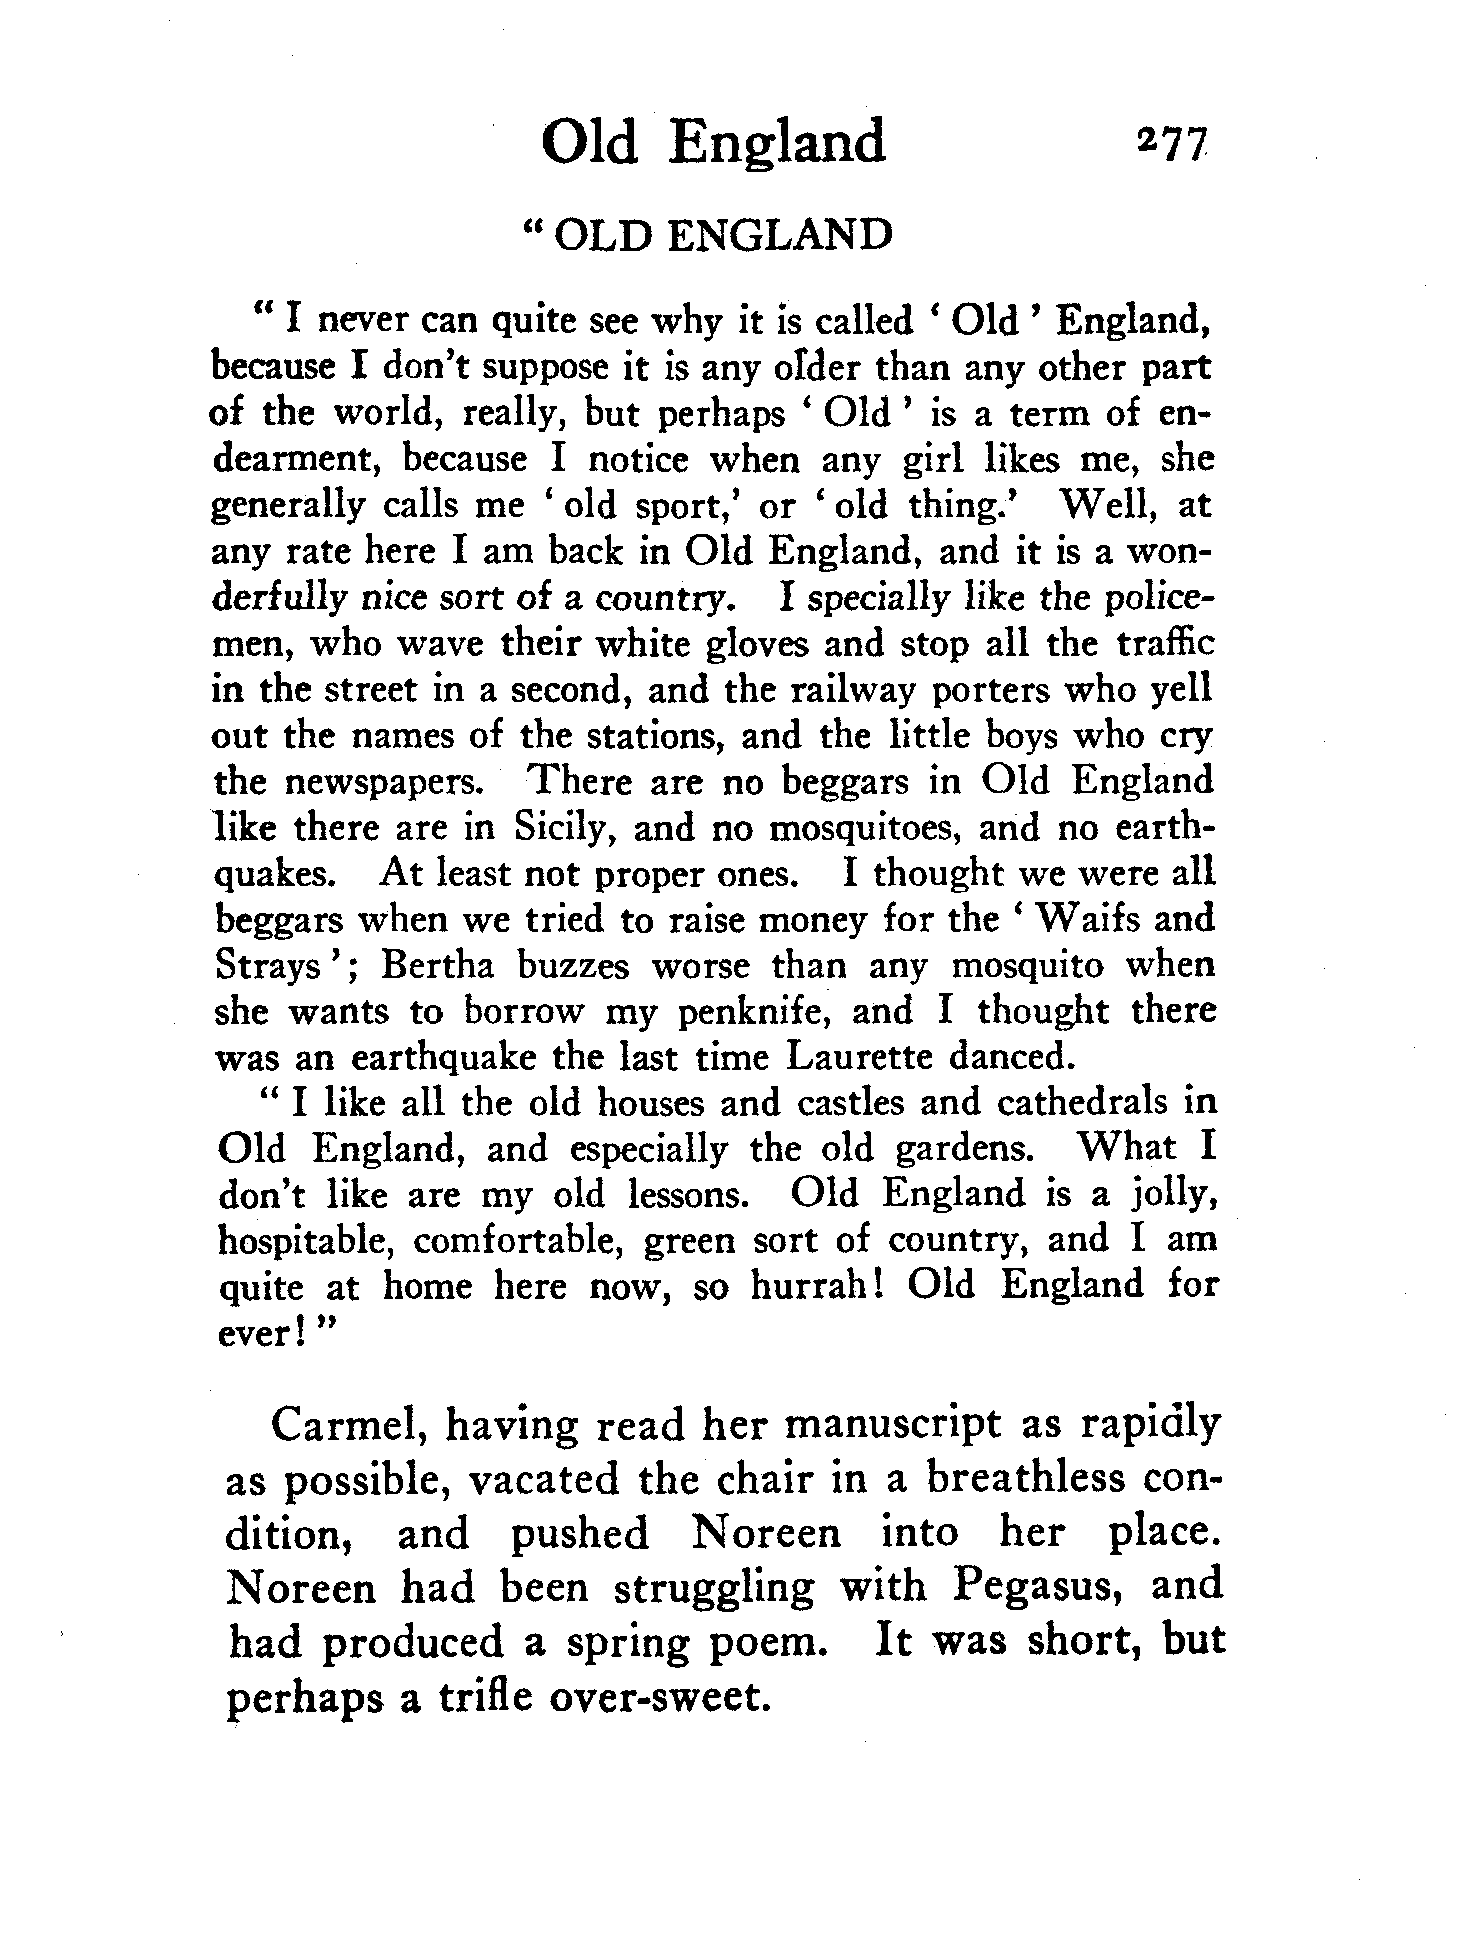 Old England 277
“ OLD ENGLAND
“ I never can quite see why it is called ‘ Old ’ England,
because I don’t suppose it is any older than any other part
of the world, really, but perhaps ‘ Old ’ is a term of en-
dearment, because I notice when any girl likes me, she
generally calls me ‘ old sport,’ or ‘ old thing.’ Well, at
any rate here I am back in Old England, and it is a won-
derfully nice sort of a country. I specially like the police-
men, who wave their white gloves and stop all the traffic
in the street in a second, and the railway porters who yell
out the names of the stations, and the little boys who cry
the newspapers. There are no beggars in Old England
like there are in Sicily, and no mosquitoes, and no earth-
quakes. At least not proper ones. I thought we were all
beggars when we tried to raise money for the ‘ Waifs and
Strays ’; Bertha buzzes worse than any mosquito when
she wants to borrow my penknife, and I thought there
was an earthquake the last time Laurette danced.
“ I like all the old houses and castles and cathedrals in
Old England, and especially the old gardens. What I
don’t like are my old lessons. Old England is a jolly,
hospitable, comfortable, green sort of country, and I am
quite at home here now, so hurrah! Old England for
ever! ”
Carmel, having read her manuscript as rapidly
as possible, vacated the chair in a breathless con-
dition, and pushed Noreen into her place.
Noreen had been struggling with Pegasus, and
had produced a spring poem. It was short, but
perhaps a trifle over-sweet.